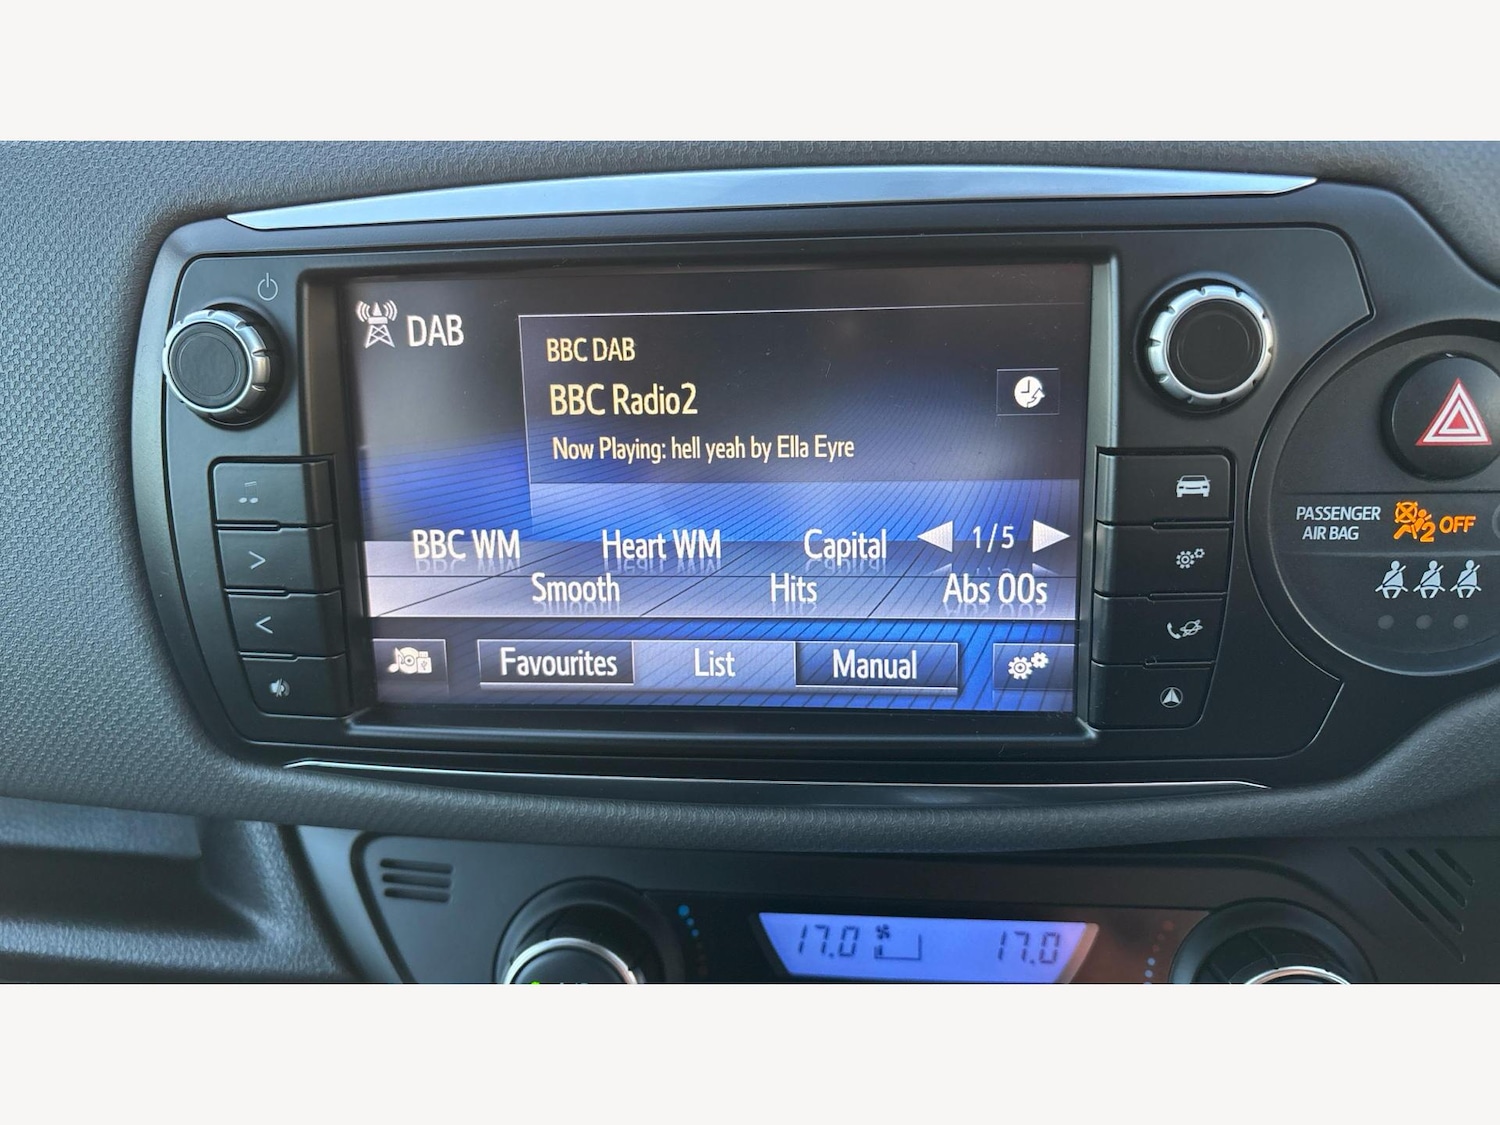 DAB
BBC DAB
BBC Radio2
Now Playing: hell yeah by Ella Eyre
BBC WM Heart WM Capital 1/5
Smooth Hits Abs 00s
Favourites List Manual
PASSENGER
AIR BAG
2 OFF
17.0 17.0